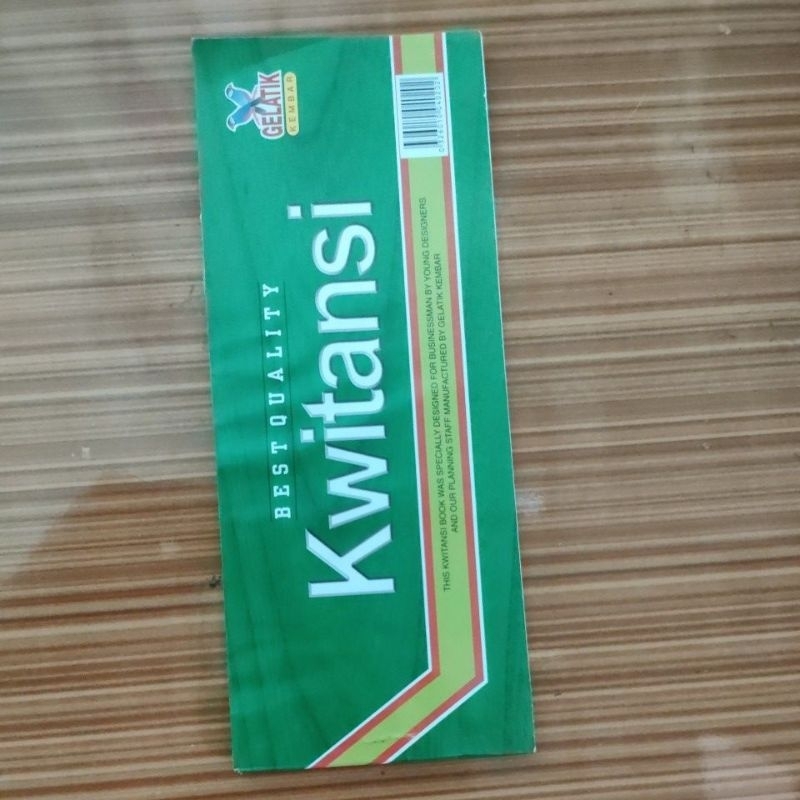 GELATIK
KEMBAR
BEST QUALITY
Kwitansi
THIS KWITANSI BOOK WAS SPECIALLY DESIGNED FOR BUSINESSMAN BY YOUNG DESIGNERS
AND OUR PLANNING STAFF MANUFACTURED BY GELATIK KEMBAR